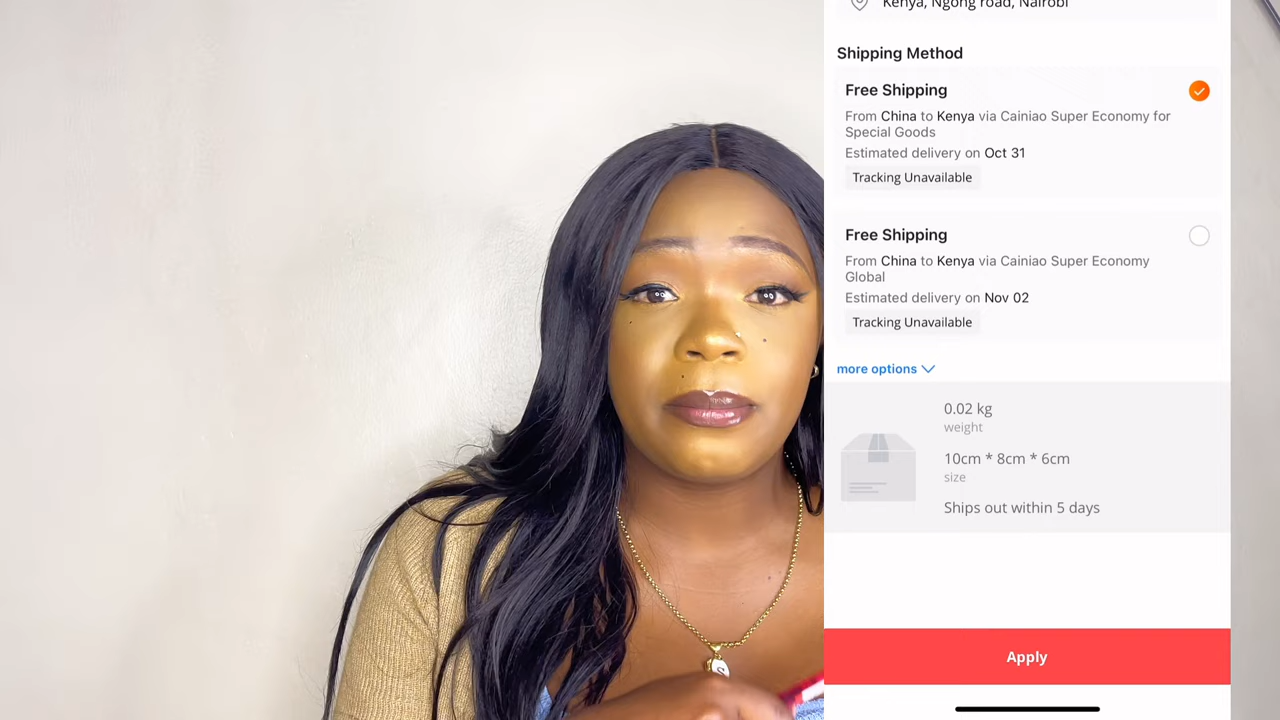 Kenya, Ngong road, Nairobi
Shipping Method
Free Shipping
From China to Kenya via Cainiao Super Economy for
Special Goods
Estimated delivery on Oct 31
Tracking Unavailable
Free Shipping
From China to Kenya via Cainiao Super Economy
Global
Estimated delivery on Nov 02
Tracking Unavailable
more options
0.02 kg
weight
10cm * 8cm * 6cm
size
Ships out within 5 days
Apply